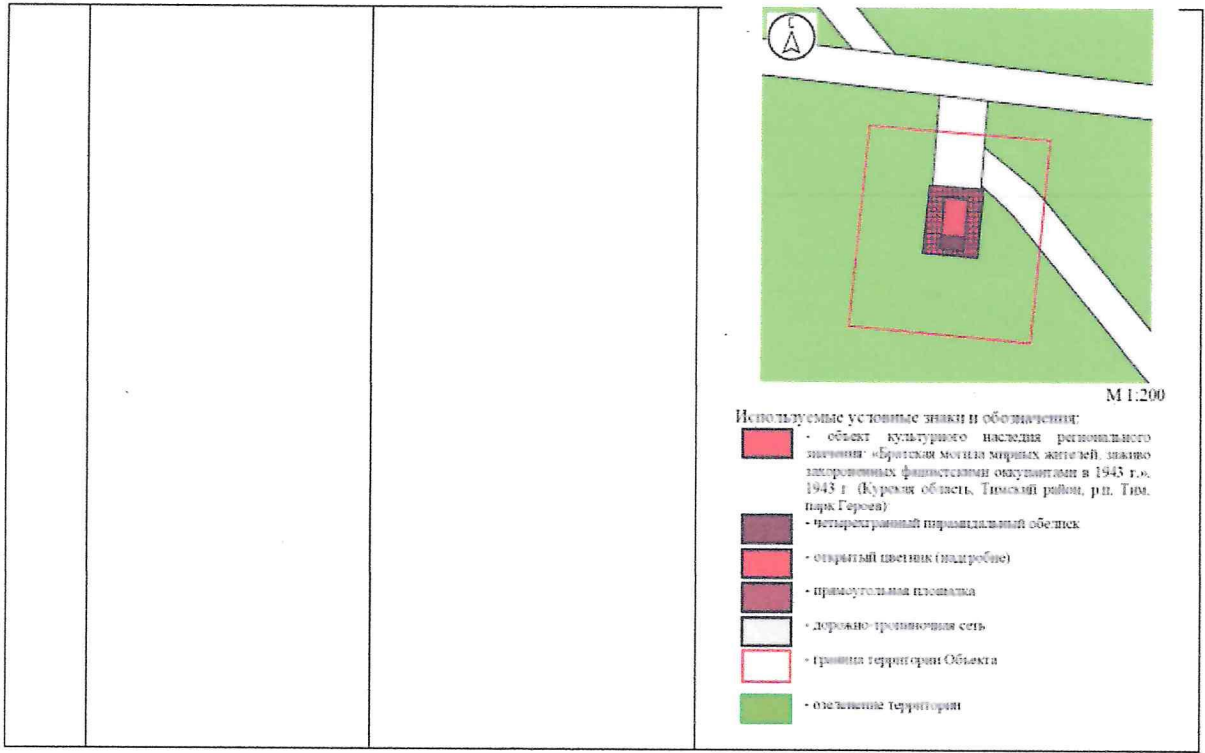 С
М 1:200
Используемые условные знаки и обозначения:
- объект культурного наследия регионального
значения: «Братская могила мирных жителей, заживо
захороненных фашистскими оккупантами в 1943 г.»,
1943 г. (Курская область, Тимский район, р.п. Тим,
парк Героев)
- четырехгранный пирамидальный обелиск
- открытый цветник (надгробие)
- прямоугольная площадка
- дорожно-тропиночная сеть
- граница территории Объекта
- озеленение территории